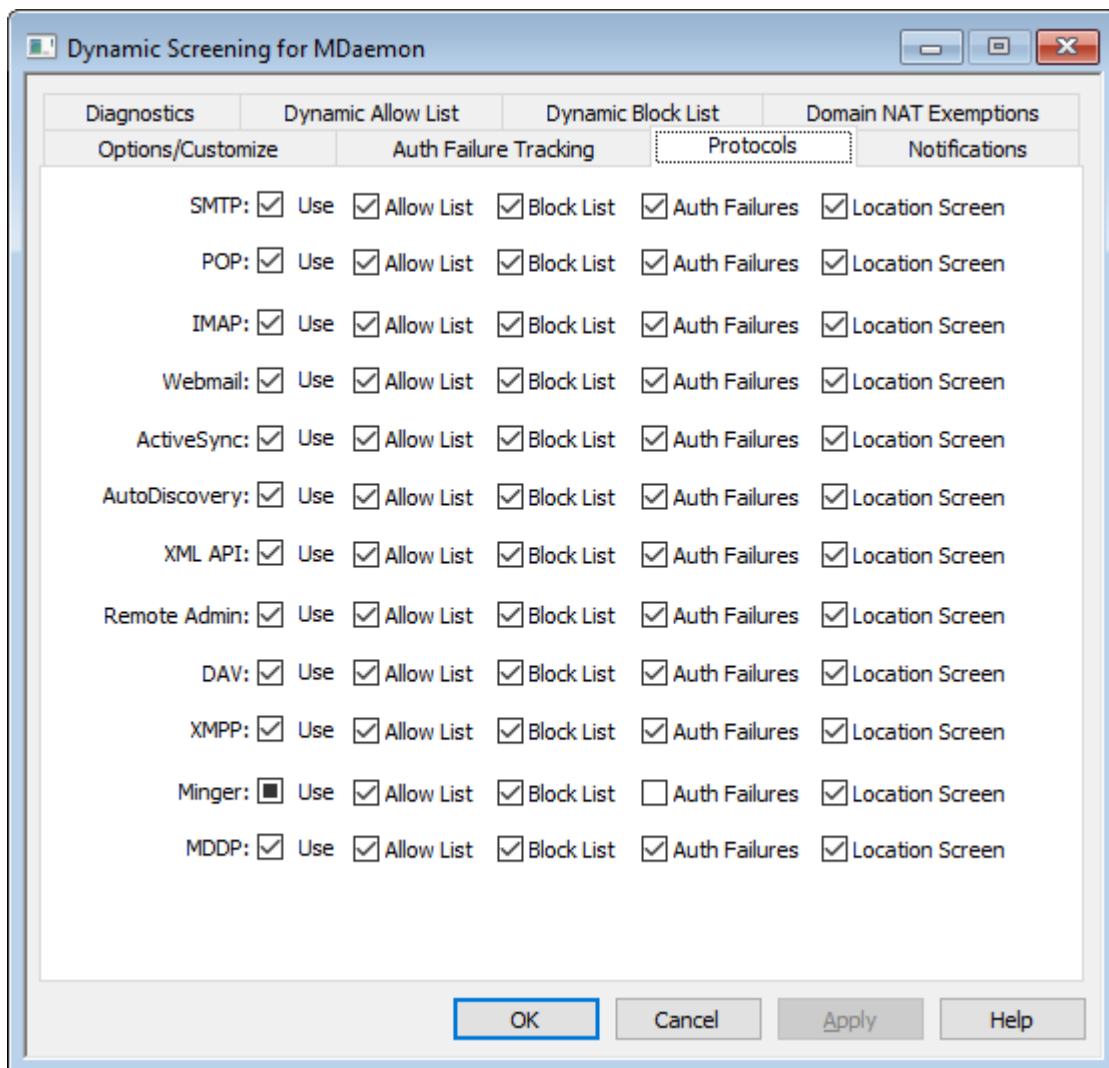 Dynamic Screening for MDaemon
Diagnostics Dynamic Allow List Dynamic Block List Domain NAT Exemptions
Options/Customize Auth Failure Tracking Protocols Notifications
SMTP: Use Allow List Block List Auth Failures Location Screen
POP: Use Allow List Block List Auth Failures Location Screen
IMAP: Use Allow List Block List Auth Failures Location Screen
Webmail: Use Allow List Block List Auth Failures Location Screen
ActiveSync: Use Allow List Block List Auth Failures Location Screen
AutoDiscovery: Use Allow List Block List Auth Failures Location Screen
XML API: Use Allow List Block List Auth Failures Location Screen
Remote Admin: Use Allow List Block List Auth Failures Location Screen
DAV: Use Allow List Block List Auth Failures Location Screen
XMPP: Use Allow List Block List Auth Failures Location Screen
Minger: Use Allow List Block List Auth Failures Location Screen
MDDP: Use Allow List Block List Auth Failures Location Screen
OK Cancel Apply Help